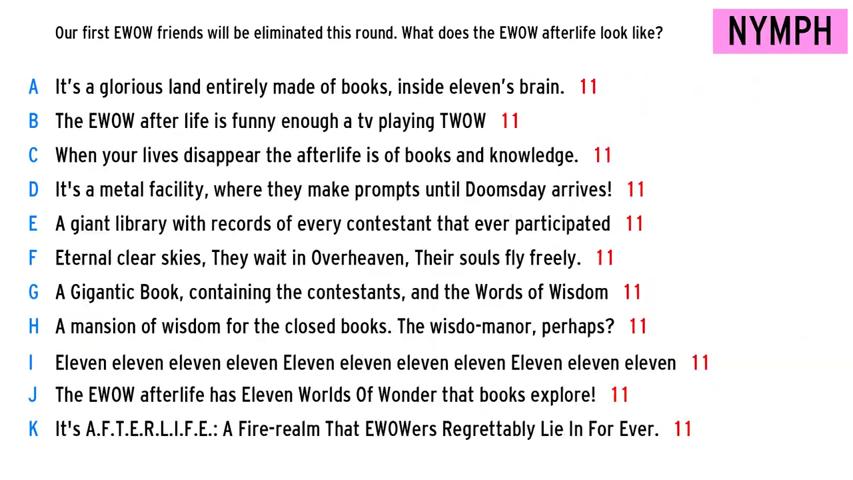 Our first EWOW friends will be eliminated this round. What does the EWOW afterlife look like?
NYMPH
A It's a glorious land entirely made of books, inside eleven's brain. 11
B The EWOW after life is funny enough a tv playing TWOW 11
C When your lives disappear the afterlife is of books and knowledge. 11
D It's a metal facility, where they make prompts until Doomsday arrives! 11
E A giant library with records of every contestant that ever participated 11
F Eternal clear skies, They wait in Overheaven, Their souls fly freely. 11
G A Gigantic Book, containing the contestants, and the Words of Wisdom 11
H A mansion of wisdom for the closed books. The wisdo-manor, perhaps? 11
I Eleven eleven eleven eleven Eleven eleven eleven eleven Eleven eleven eleven 11
J The EWOW afterlife has Eleven Worlds Of Wonder that books explore! 11
K It's A.F.T.E.R.L.I.F.E.: A Fire-realm That EWOWers Regrettably Lie In For Ever. 11